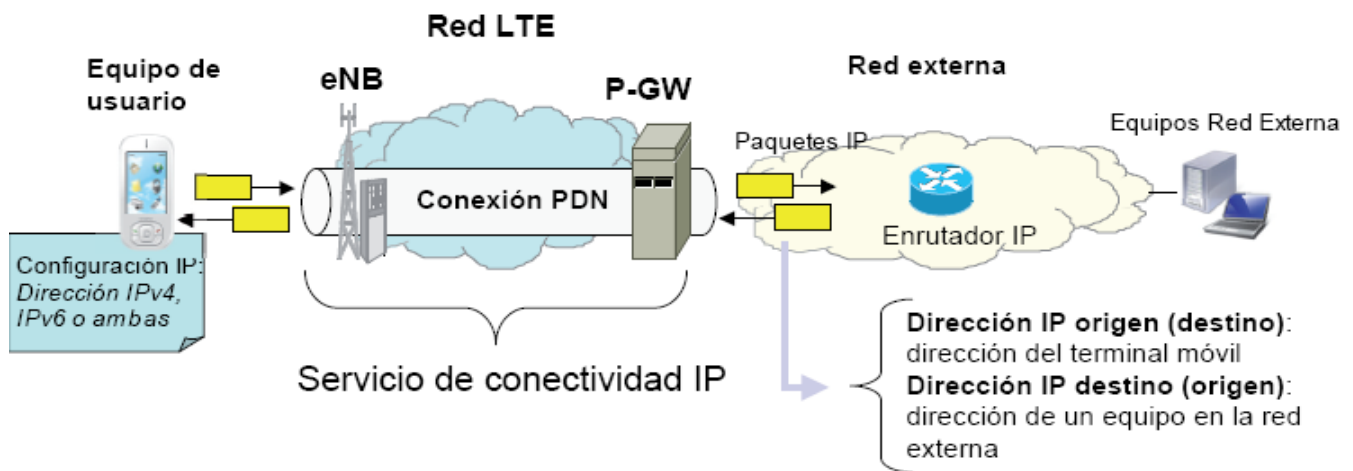 Red LTE
Equipo de
usuario
eNB
P-GW
Red externa
Paquetes IP
Equipos Red Externa
Conexión PDN
Enrutador IP
Configuración IP:
Dirección IPv4,
IPv6 o ambas
Servicio de conectividad IP
Dirección IP origen (destino):
dirección del terminal móvil
Dirección IP destino (origen):
dirección de un equipo en la red
externa